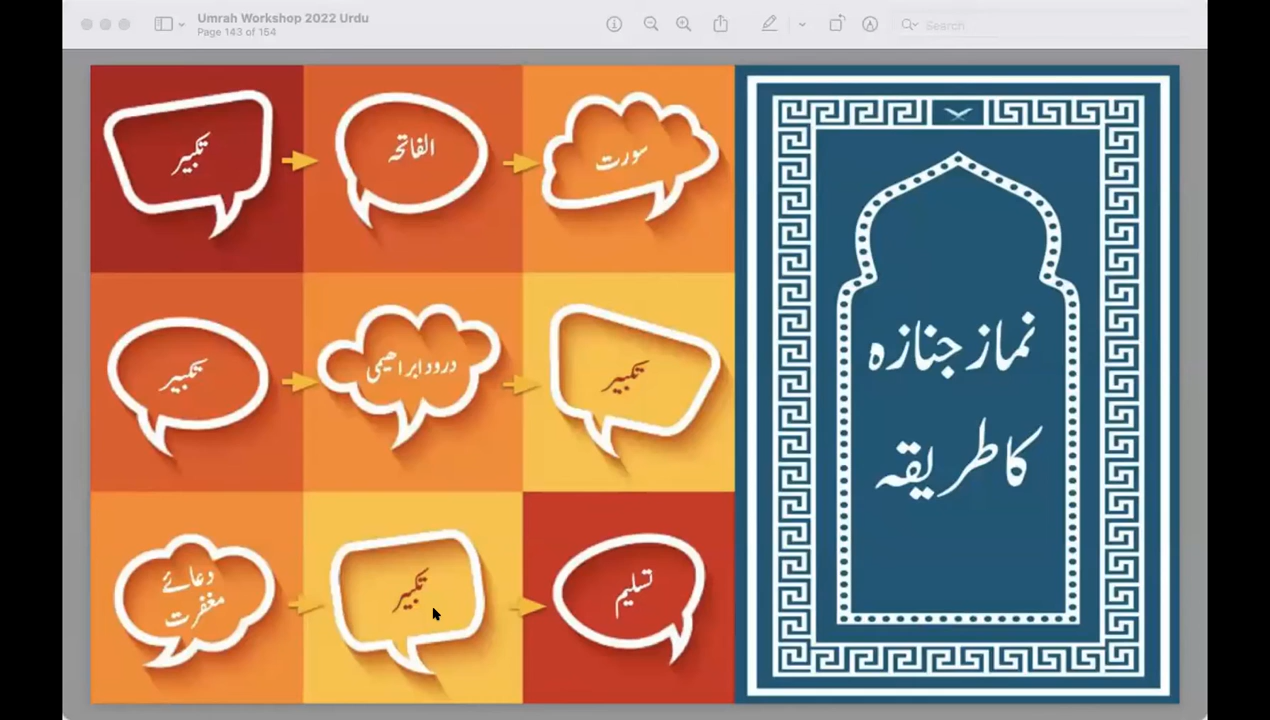 Umrah Workshop 2022 Urdu
Page 143 of 154
Search
تکبیر
الفاتحہ
سورت
تکبیر
درود ابراھیمی
تکبیر
دعائے
مغفرت
تکبیر
تسلیم
نماز جنازہ
کا طریقہ